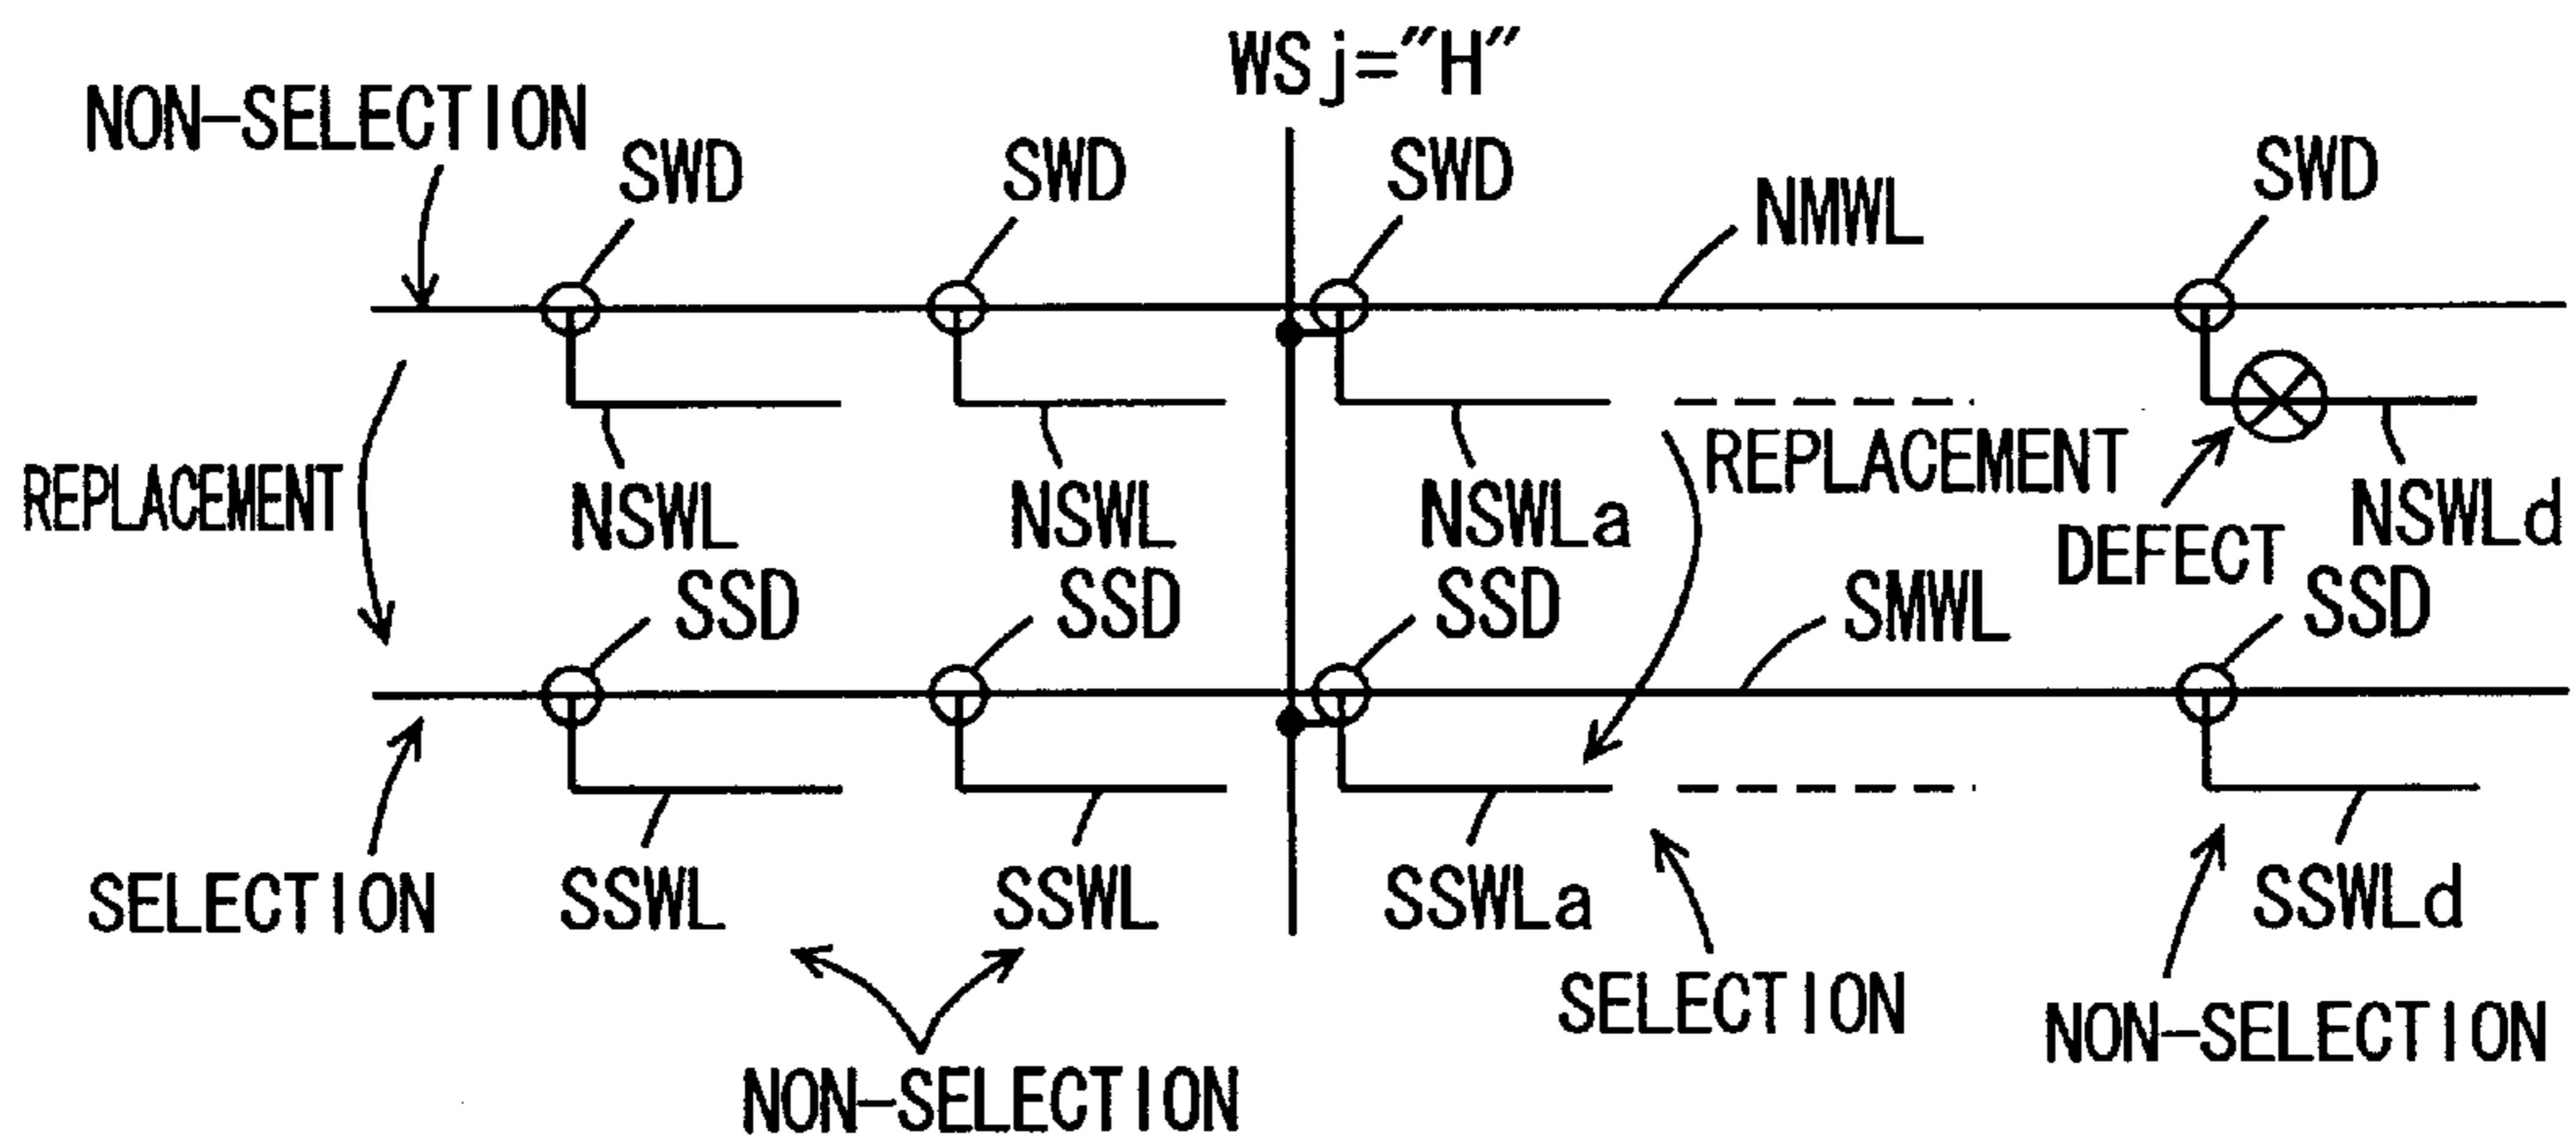 WSj="H"
NON-SELECTION
SWD
SWD
SWD
SWD
NMWL
REPLACEMENT
REPLACEMENT
NSWL
NSWL
NSWLa
DEFECT
NSWLd
SSD
SSD
SSD
SMWL
SSD
SELECTION
SSWL
SSWL
SSWLa
SSWLd
SELECTION
NON-SELECTION
NON-SELECTION